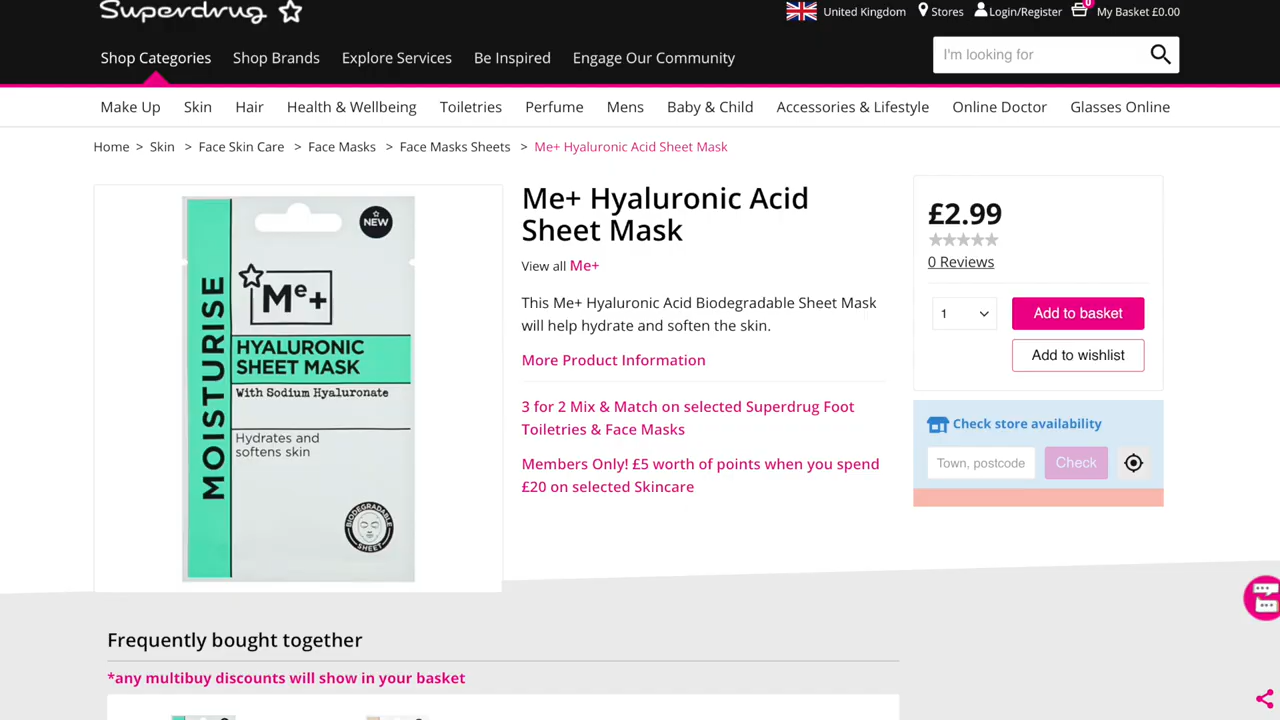 Superdrug
United Kingdom Stores Login/Register 0 My Basket £0.00
Shop Categories Shop Brands Explore Services Be Inspired Engage Our Community
I'm looking for
Make Up Skin Hair Health & Wellbeing Toiletries Perfume Mens Baby & Child Accessories & Lifestyle Online Doctor Glasses Online
Home > Skin > Face Skin Care > Face Masks > Face Masks Sheets > Me+ Hyaluronic Acid Sheet Mask
MOISTURISE
NEW
Me+
HYALURONIC
SHEET MASK
With Sodium Hyaluronate
Hydrates and
softens skin
BIODEGRADABLE
SHEET
Me+ Hyaluronic Acid
Sheet Mask
View all Me+
This Me+ Hyaluronic Acid Biodegradable Sheet Mask
will help hydrate and soften the skin.
More Product Information
3 for 2 Mix & Match on selected Superdrug Foot
Toiletries & Face Masks
Members Only! £5 worth of points when you spend
£20 on selected Skincare
£2.99
0 Reviews
1 Add to basket
Add to wishlist
Check store availability
Town, postcode Check
Frequently bought together
*any multibuy discounts will show in your basket